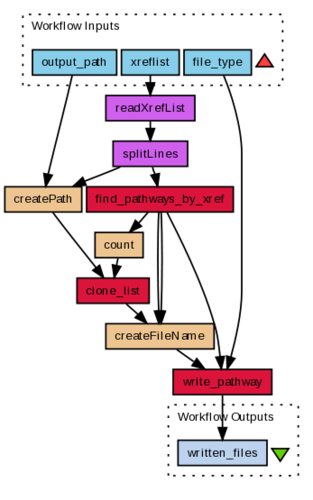 Workflow Inputs
output_path xreflist file_type
readXrefList
splitLines
createPath find_pathways_by_xref
count
clone_list
createFileName
write_pathway
Workflow Outputs
written_files